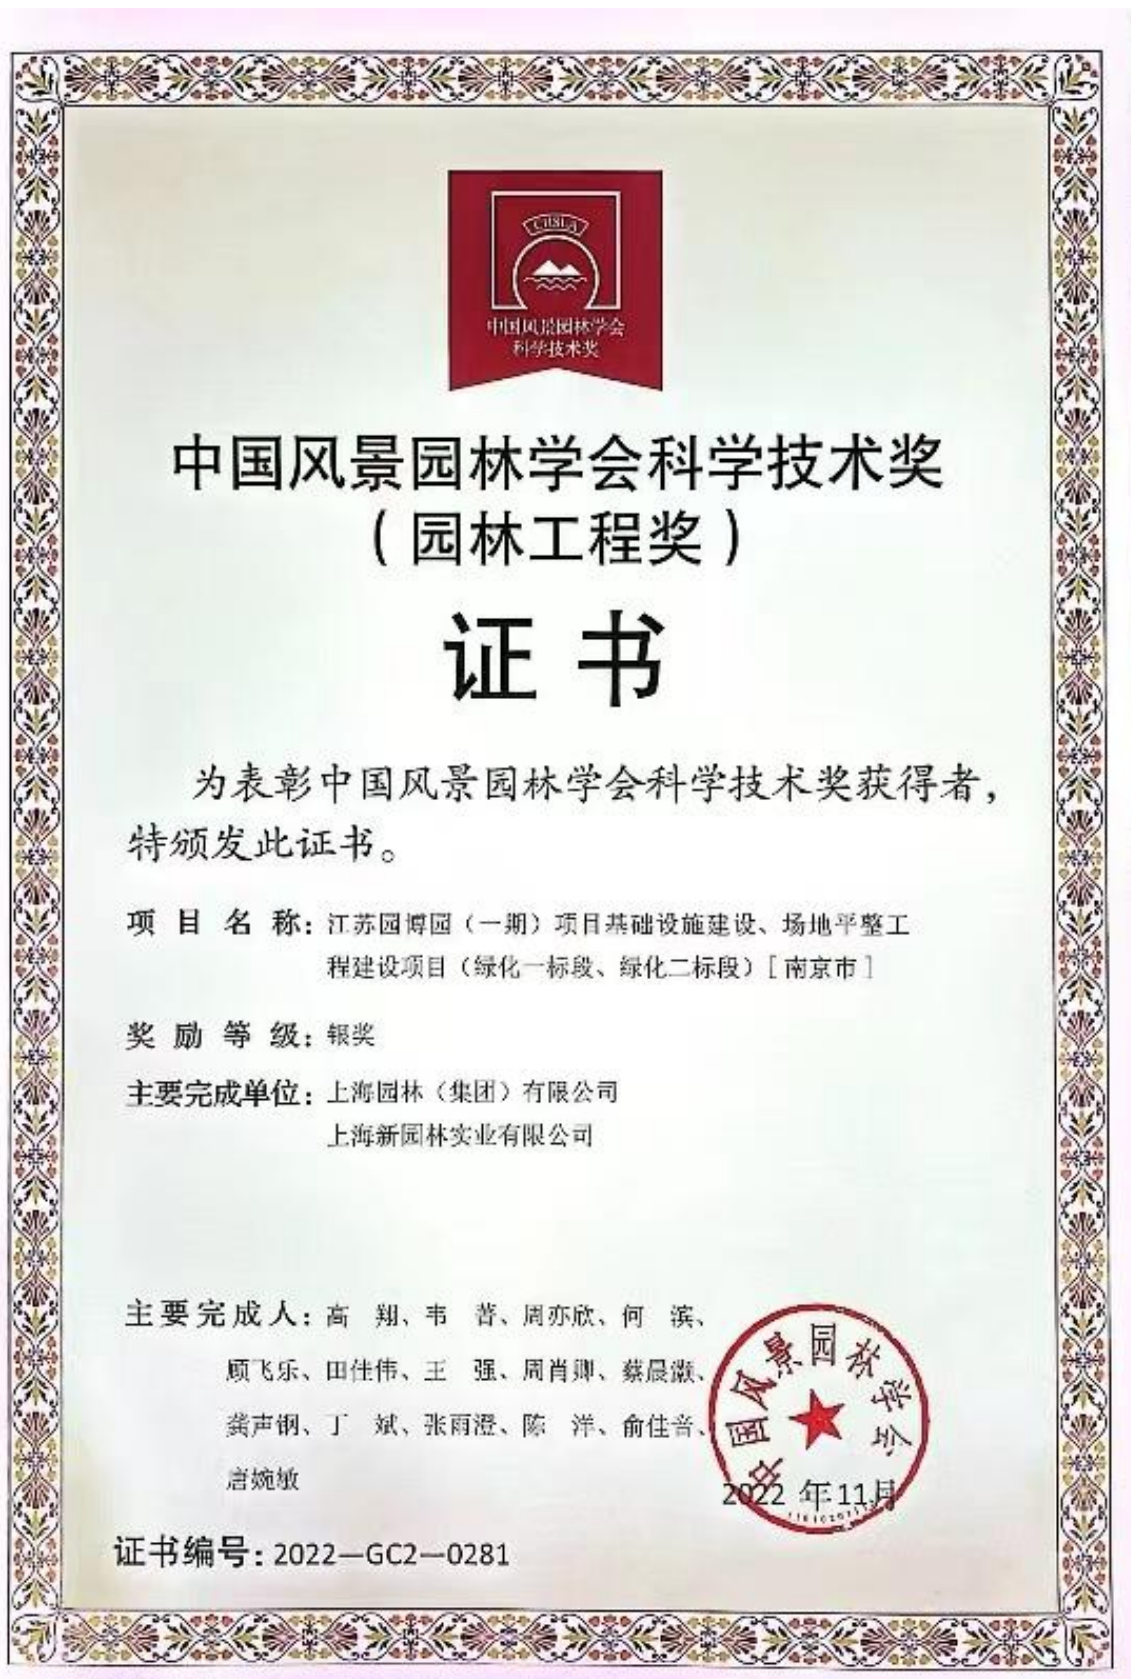 CHSLA
中国风景园林学会
科学技术奖
中国风景园林学会科学技术奖
（园林工程奖）
证书
为表彰中国风景园林学会科学技术奖获得者，
特颁发此证书。
项目名称：江苏园博园（一期）项目基础设施建设、场地平整工
程建设项目（绿化一标段、绿化二标段）［南京市］
奖励等级：银奖
主要完成单位：上海园林（集团）有限公司
上海新园林实业有限公司
主要完成人：高　翔、韦　菁、周亦欣、何　滨、
顾飞乐、田佳伟、王　强、周肖卿、蔡晨灏、
龚声钢、丁　斌、张雨澄、陈　洋、俞佳音、
唐婉敏
中国风景园林学会
2022 年11月
证书编号：2022—GC2—0281